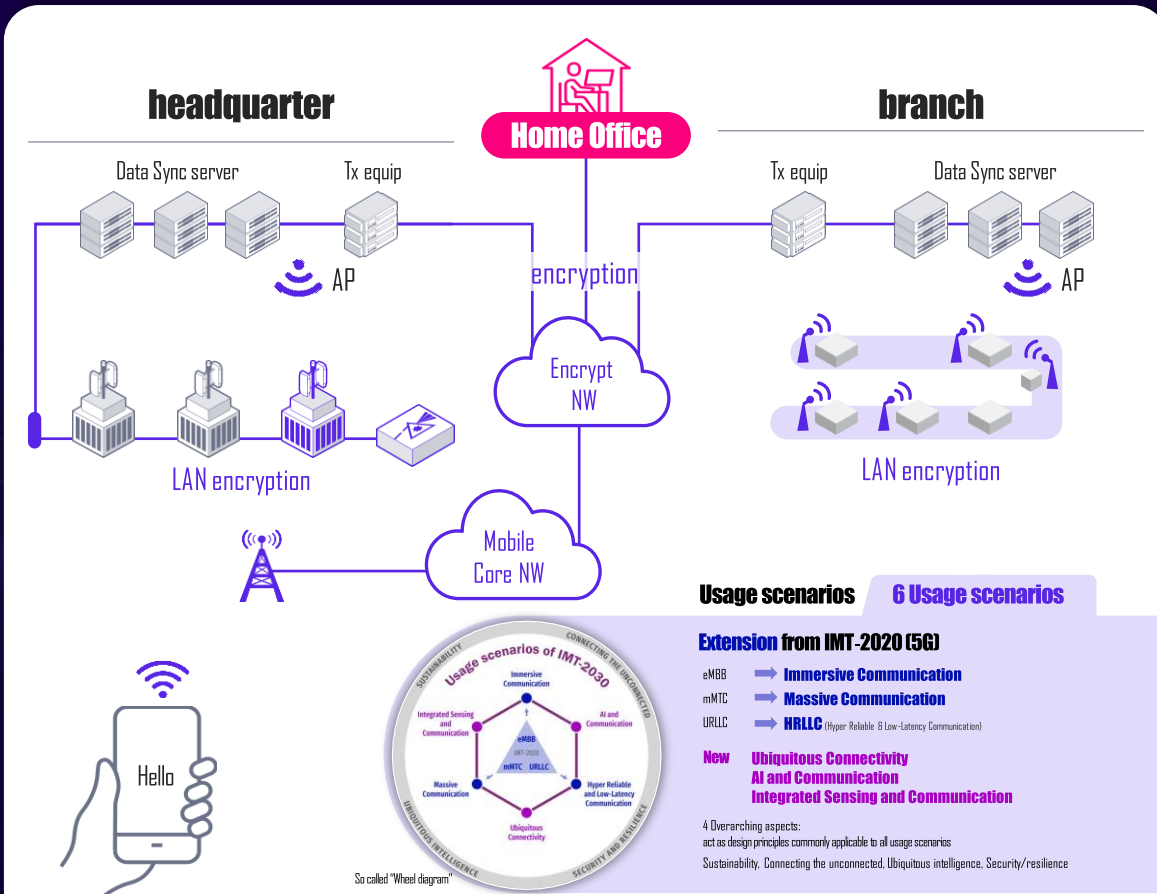 Home Office
headquarter
branch
Data Sync server
Tx equip
Tx equip
Data Sync server
AP
encryption
AP
Encrypt
NW
LAN encryption
LAN encryption
Mobile
Core NW
Usage scenarios
6 Usage scenarios
Extension from IMT-2020 (5G)
eMBB
Immersive Communication
mMTC
Massive Communication
URLLC
HRLLC (Hyper Reliable & Low-Latency Communication)
New
Ubiquitous Connectivity
AI and Communication
Integrated Sensing and Communication
4 Overarching aspects:
act as design principles commonly applicable to all usage scenarios
Sustainability, Connecting the unconnected, Ubiquitous intelligence, Security/resilience
SUSTAINABILITY
CONNECTING THE UNCONNECTED
Usage scenarios of IMT-2030
Immersive
Communication
Integrated Sensing
and
Communication
AI and
Communication
eMBB
IMT-2020
mMTC URLLC
Massive
Communication
Hyper Reliable
and Low-Latency
Communication
Ubiquitous
Connectivity
UBIQUITOUS INTELLIGENCE
SECURITY AND RESILIENCE
So called "Wheel diagram"
Hello